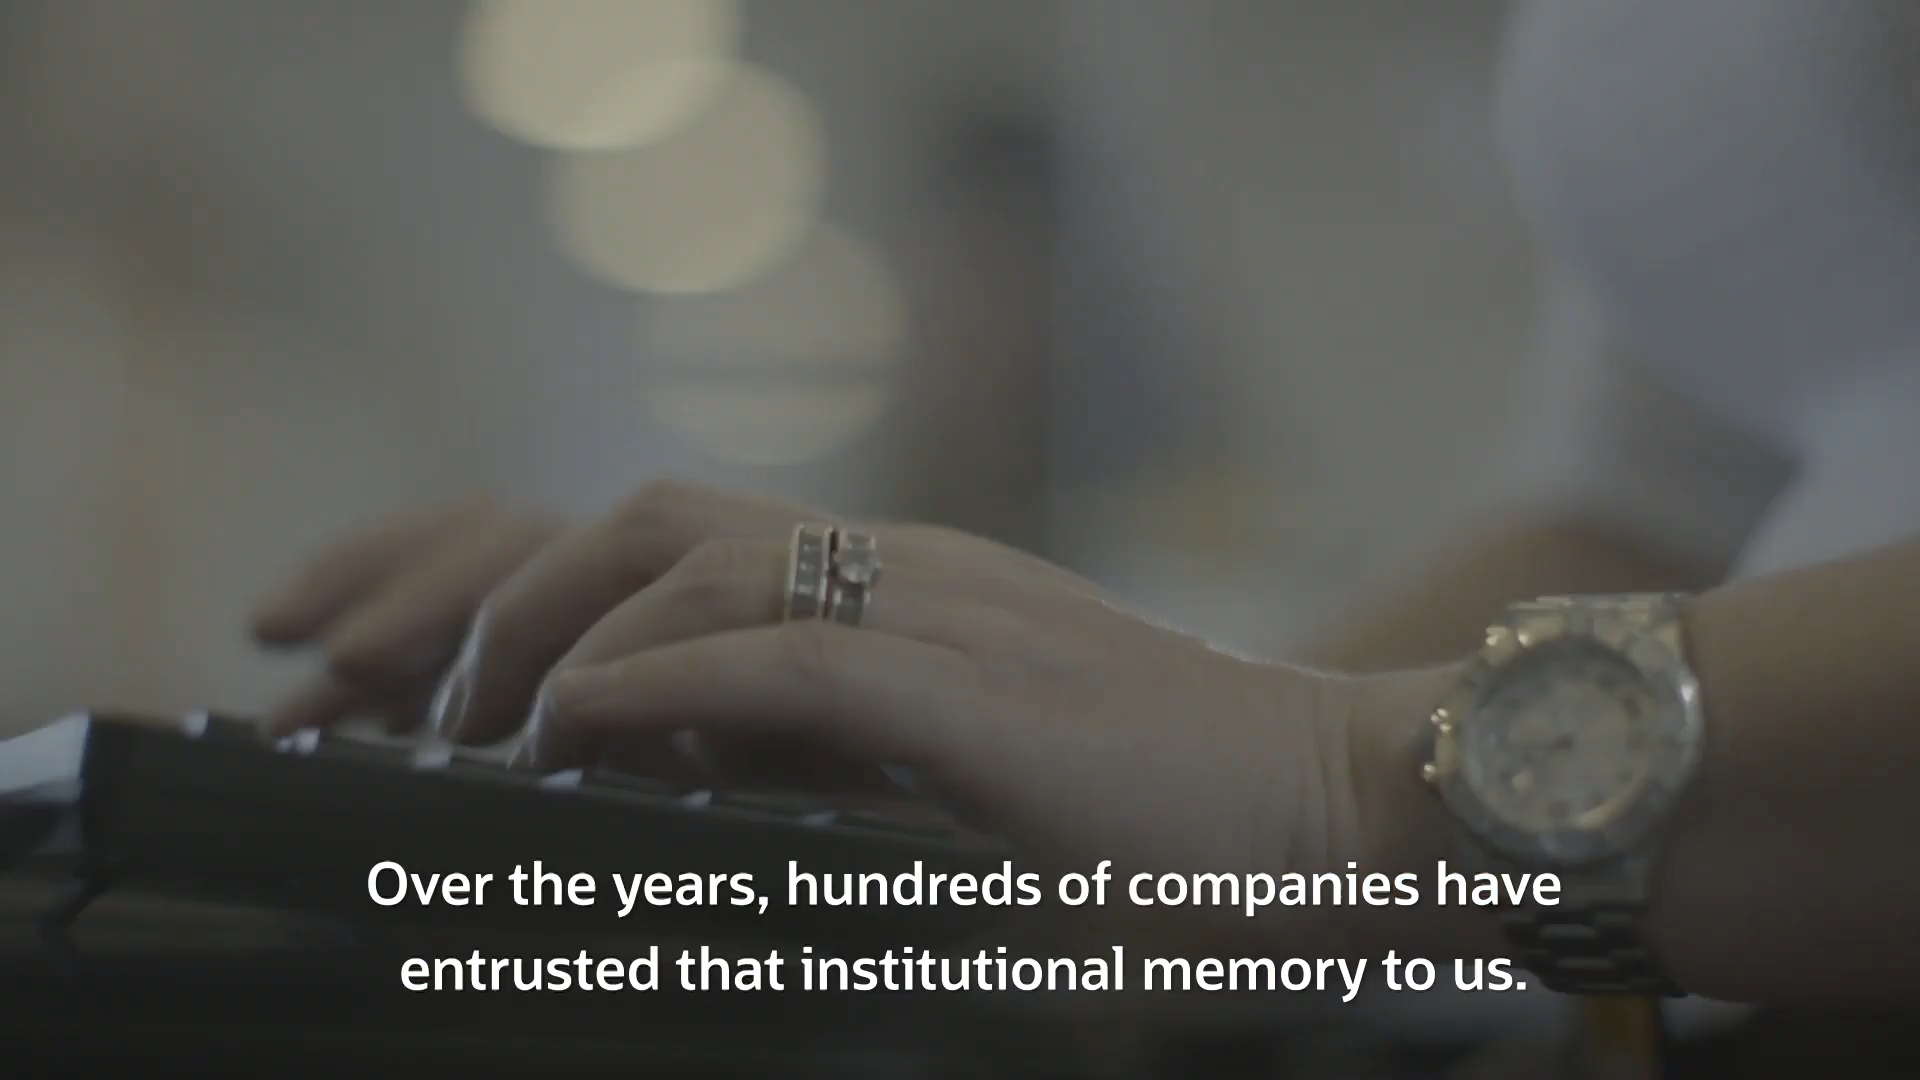 Over the years, hundreds of companies have
entrusted that institutional memory to us.